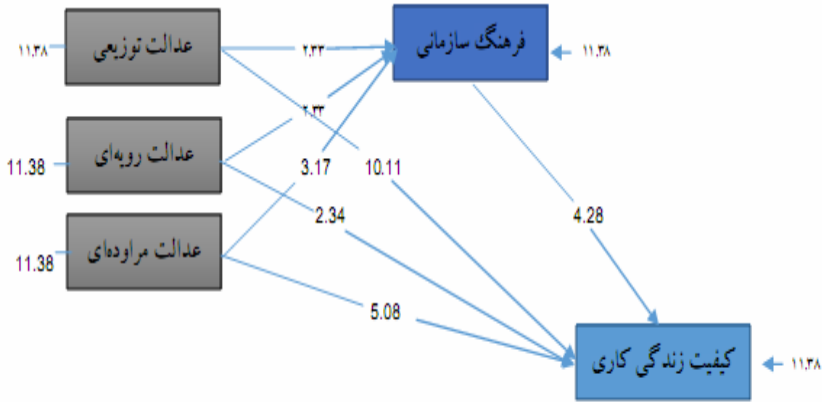 عدالت توزیعی
فرهنگ سازمانی
۱۱.۳۸
۲.۳۳
۱۱.۳۸
۲.۳۳
عدالت رویه‌ای
11.38
3.17
10.11
عدالت مراوده‌ای
2.34
4.28
11.38
5.08
کیفیت زندگی کاری
۱۱.۳۸